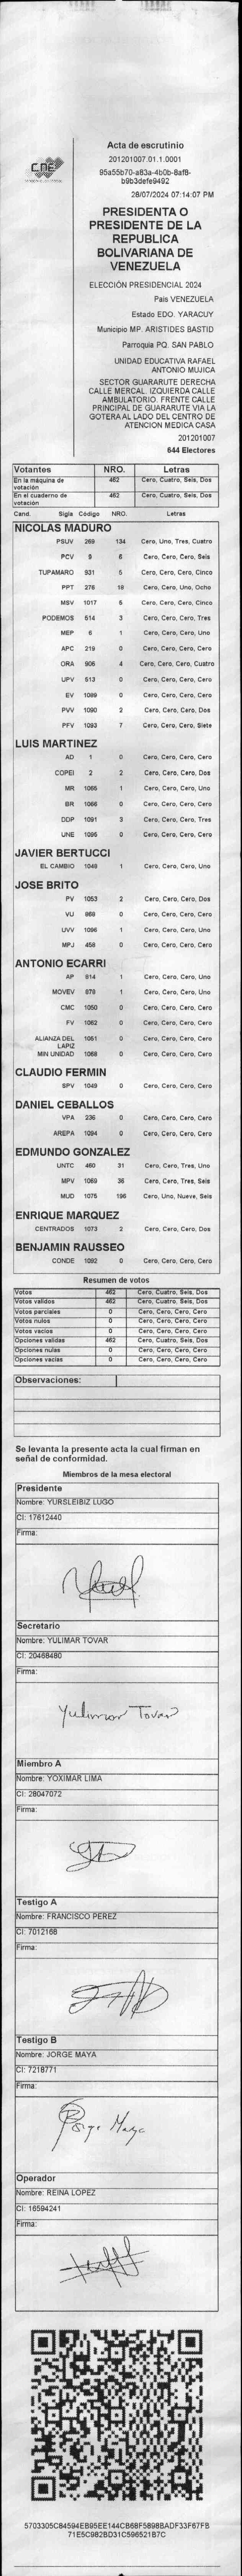 CNE
Acta de escrutinio
201201007.01.1.0001
95a55b70-a83a-4b0b-8af8-
b9b3defe9492
28/07/2024 07:14:07 PM
PRESIDENTA O
PRESIDENTE DE LA
REPUBLICA
BOLIVARIANA DE
VENEZUELA
ELECCIÓN PRESIDENCIAL 2024
País VENEZUELA
Estado EDO. YARACUY
Municipio MP. ARISTIDES BASTID
Parroquia PQ. SAN PABLO
UNIDAD EDUCATIVA RAFAEL
ANTONIO MUJICA
SECTOR GUARARUTE DERECHA
CALLE MERCAL. IZQUIERDA CALLE
AMBULATORIO. FRENTE CALLE
PRINCIPAL DE GUARARUTE VIA LA
GOTERA AL LADO DEL CENTRO DE
ATENCION MEDICA CASA
201201007
644 Electores
Votantes NRO. Letras
En la máquina de votación 462 Cero, Cuatro, Seis, Dos
En el cuaderno de votación 462 Cero, Cuatro, Seis, Dos
Cand. Sigla Código NRO. Letras
NICOLAS MADURO
PSUV 269 134 Cero, Uno, Tres, Cuatro
PCV 9 6 Cero, Cero, Cero, Seis
TUPAMARO 931 5 Cero, Cero, Cero, Cinco
PPT 276 18 Cero, Cero, Uno, Ocho
MSV 1017 5 Cero, Cero, Cero, Cinco
PODEMOS 514 3 Cero, Cero, Cero, Tres
MEP 6 1 Cero, Cero, Cero, Uno
APC 219 0 Cero, Cero, Cero, Cero
ORA 906 4 Cero, Cero, Cero, Cuatro
UPV 513 0 Cero, Cero, Cero, Cero
EV 1089 0 Cero, Cero, Cero, Cero
PVV 1090 2 Cero, Cero, Cero, Dos
PFV 1093 7 Cero, Cero, Cero, Siete
LUIS MARTINEZ
AD 1 0 Cero, Cero, Cero, Cero
COPEI 2 2 Cero, Cero, Cero, Dos
MR 1065 1 Cero, Cero, Cero, Uno
BR 1066 0 Cero, Cero, Cero, Cero
DDP 1091 3 Cero, Cero, Cero, Tres
UNE 1095 0 Cero, Cero, Cero, Cero
JAVIER BERTUCCI
EL CAMBIO 1048 1 Cero, Cero, Cero, Uno
JOSE BRITO
PV 1053 2 Cero, Cero, Cero, Dos
VU 868 0 Cero, Cero, Cero, Cero
UVV 1096 1 Cero, Cero, Cero, Uno
MPJ 458 0 Cero, Cero, Cero, Cero
ANTONIO ECARRI
AP 814 1 Cero, Cero, Cero, Uno
MOVEV 878 1 Cero, Cero, Cero, Uno
CMC 1050 0 Cero, Cero, Cero, Cero
FV 1062 0 Cero, Cero, Cero, Cero
ALIANZA DEL LAPIZ 1061 0 Cero, Cero, Cero, Cero
MIN UNIDAD 1068 0 Cero, Cero, Cero, Cero
CLAUDIO FERMIN
SPV 1049 0 Cero, Cero, Cero, Cero
DANIEL CEBALLOS
VPA 236 0 Cero, Cero, Cero, Cero
AREPA 1094 0 Cero, Cero, Cero, Cero
EDMUNDO GONZALEZ
UNTC 460 31 Cero, Cero, Tres, Uno
MPV 1069 36 Cero, Cero, Tres, Seis
MUD 1075 196 Cero, Uno, Nueve, Seis
ENRIQUE MARQUEZ
CENTRADOS 1073 2 Cero, Cero, Cero, Dos
BENJAMIN RAUSSEO
CONDE 1092 0 Cero, Cero, Cero, Cero
Resumen de votos
Votos 462 Cero, Cuatro, Seis, Dos
Votos validos 462 Cero, Cuatro, Seis, Dos
Votos parciales 0 Cero, Cero, Cero, Cero
Votos nulos 0 Cero, Cero, Cero, Cero
Votos vacios 0 Cero, Cero, Cero, Cero
Opciones validas 462 Cero, Cuatro, Seis, Dos
Opciones nulas 0 Cero, Cero, Cero, Cero
Opciones vacias 0 Cero, Cero, Cero, Cero
Observaciones:
Se levanta la presente acta la cual firman en
señal de conformidad.
Miembros de la mesa electoral
Presidente
Nombre: YURSLEIBIZ LUGO
CI: 17612440
Firma:
Secretario
Nombre: YULIMAR TOVAR
CI: 20468480
Firma:
Yulimar Tovar
Miembro A
Nombre: YOXIMAR LIMA
CI: 28047072
Firma:
Testigo A
Nombre: FRANCISCO PEREZ
CI: 7012168
Firma:
Testigo B
Nombre: JORGE MAYA
CI: 7218771
Firma:
Jorge Maya
Operador
Nombre: REINA LOPEZ
CI: 16594241
Firma:
5703305C84594EB95EE144CB68F5898BADF33F67FB
71E5C982BD31C596521B7C